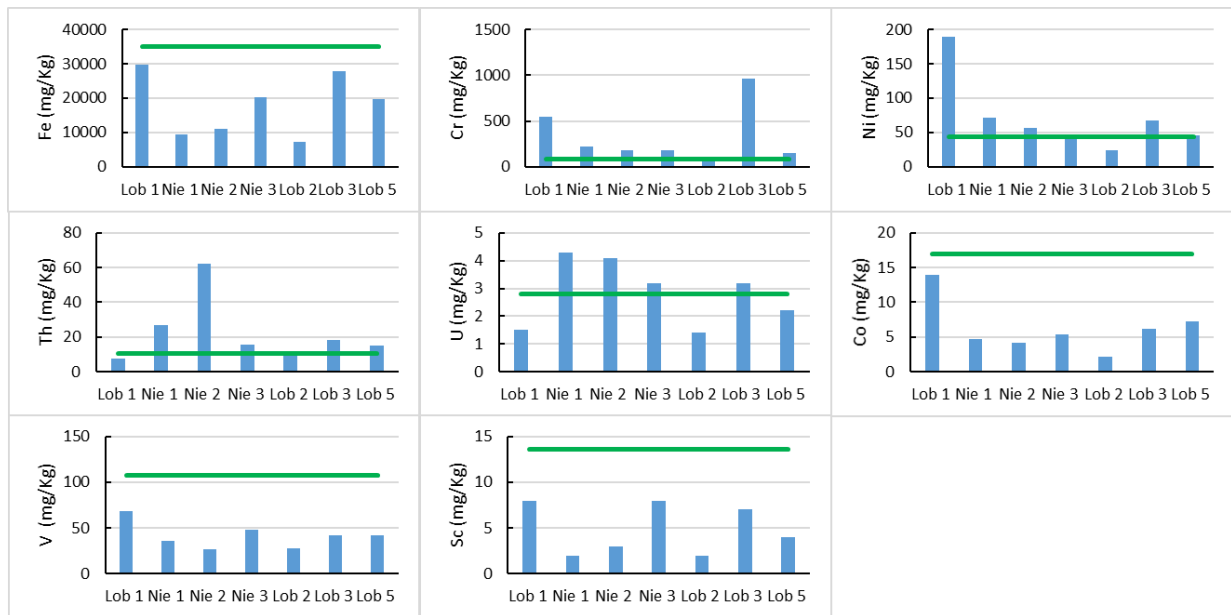 Fe (mg/Kg)
40000
30000
20000
10000
0
Lob 1 Nie 1 Nie 2 Nie 3 Lob 2 Lob 3 Lob 5
Cr (mg/Kg)
1500
1000
500
0
Lob 1 Nie 1 Nie 2 Nie 3 Lob 2 Lob 3 Lob 5
Ni (mg/Kg)
200
150
100
50
0
Lob 1 Nie 1 Nie 2 Nie 3 Lob 2 Lob 3 Lob 5
Th (mg/Kg)
80
60
40
20
0
Lob 1 Nie 1 Nie 2 Nie 3 Lob 2 Lob 3 Lob 5
U (mg/Kg)
5
4
3
2
1
0
Lob 1 Nie 1 Nie 2 Nie 3 Lob 2 Lob 3 Lob 5
Co (mg/Kg)
20
15
10
5
0
Lob 1 Nie 1 Nie 2 Nie 3 Lob 2 Lob 3 Lob 5
V (mg/Kg)
150
100
50
0
Lob 1 Nie 1 Nie 2 Nie 3 Lob 2 Lob 3 Lob 5
Sc (mg/Kg)
15
10
5
0
Lob 1 Nie 1 Nie 2 Nie 3 Lob 2 Lob 3 Lob 5